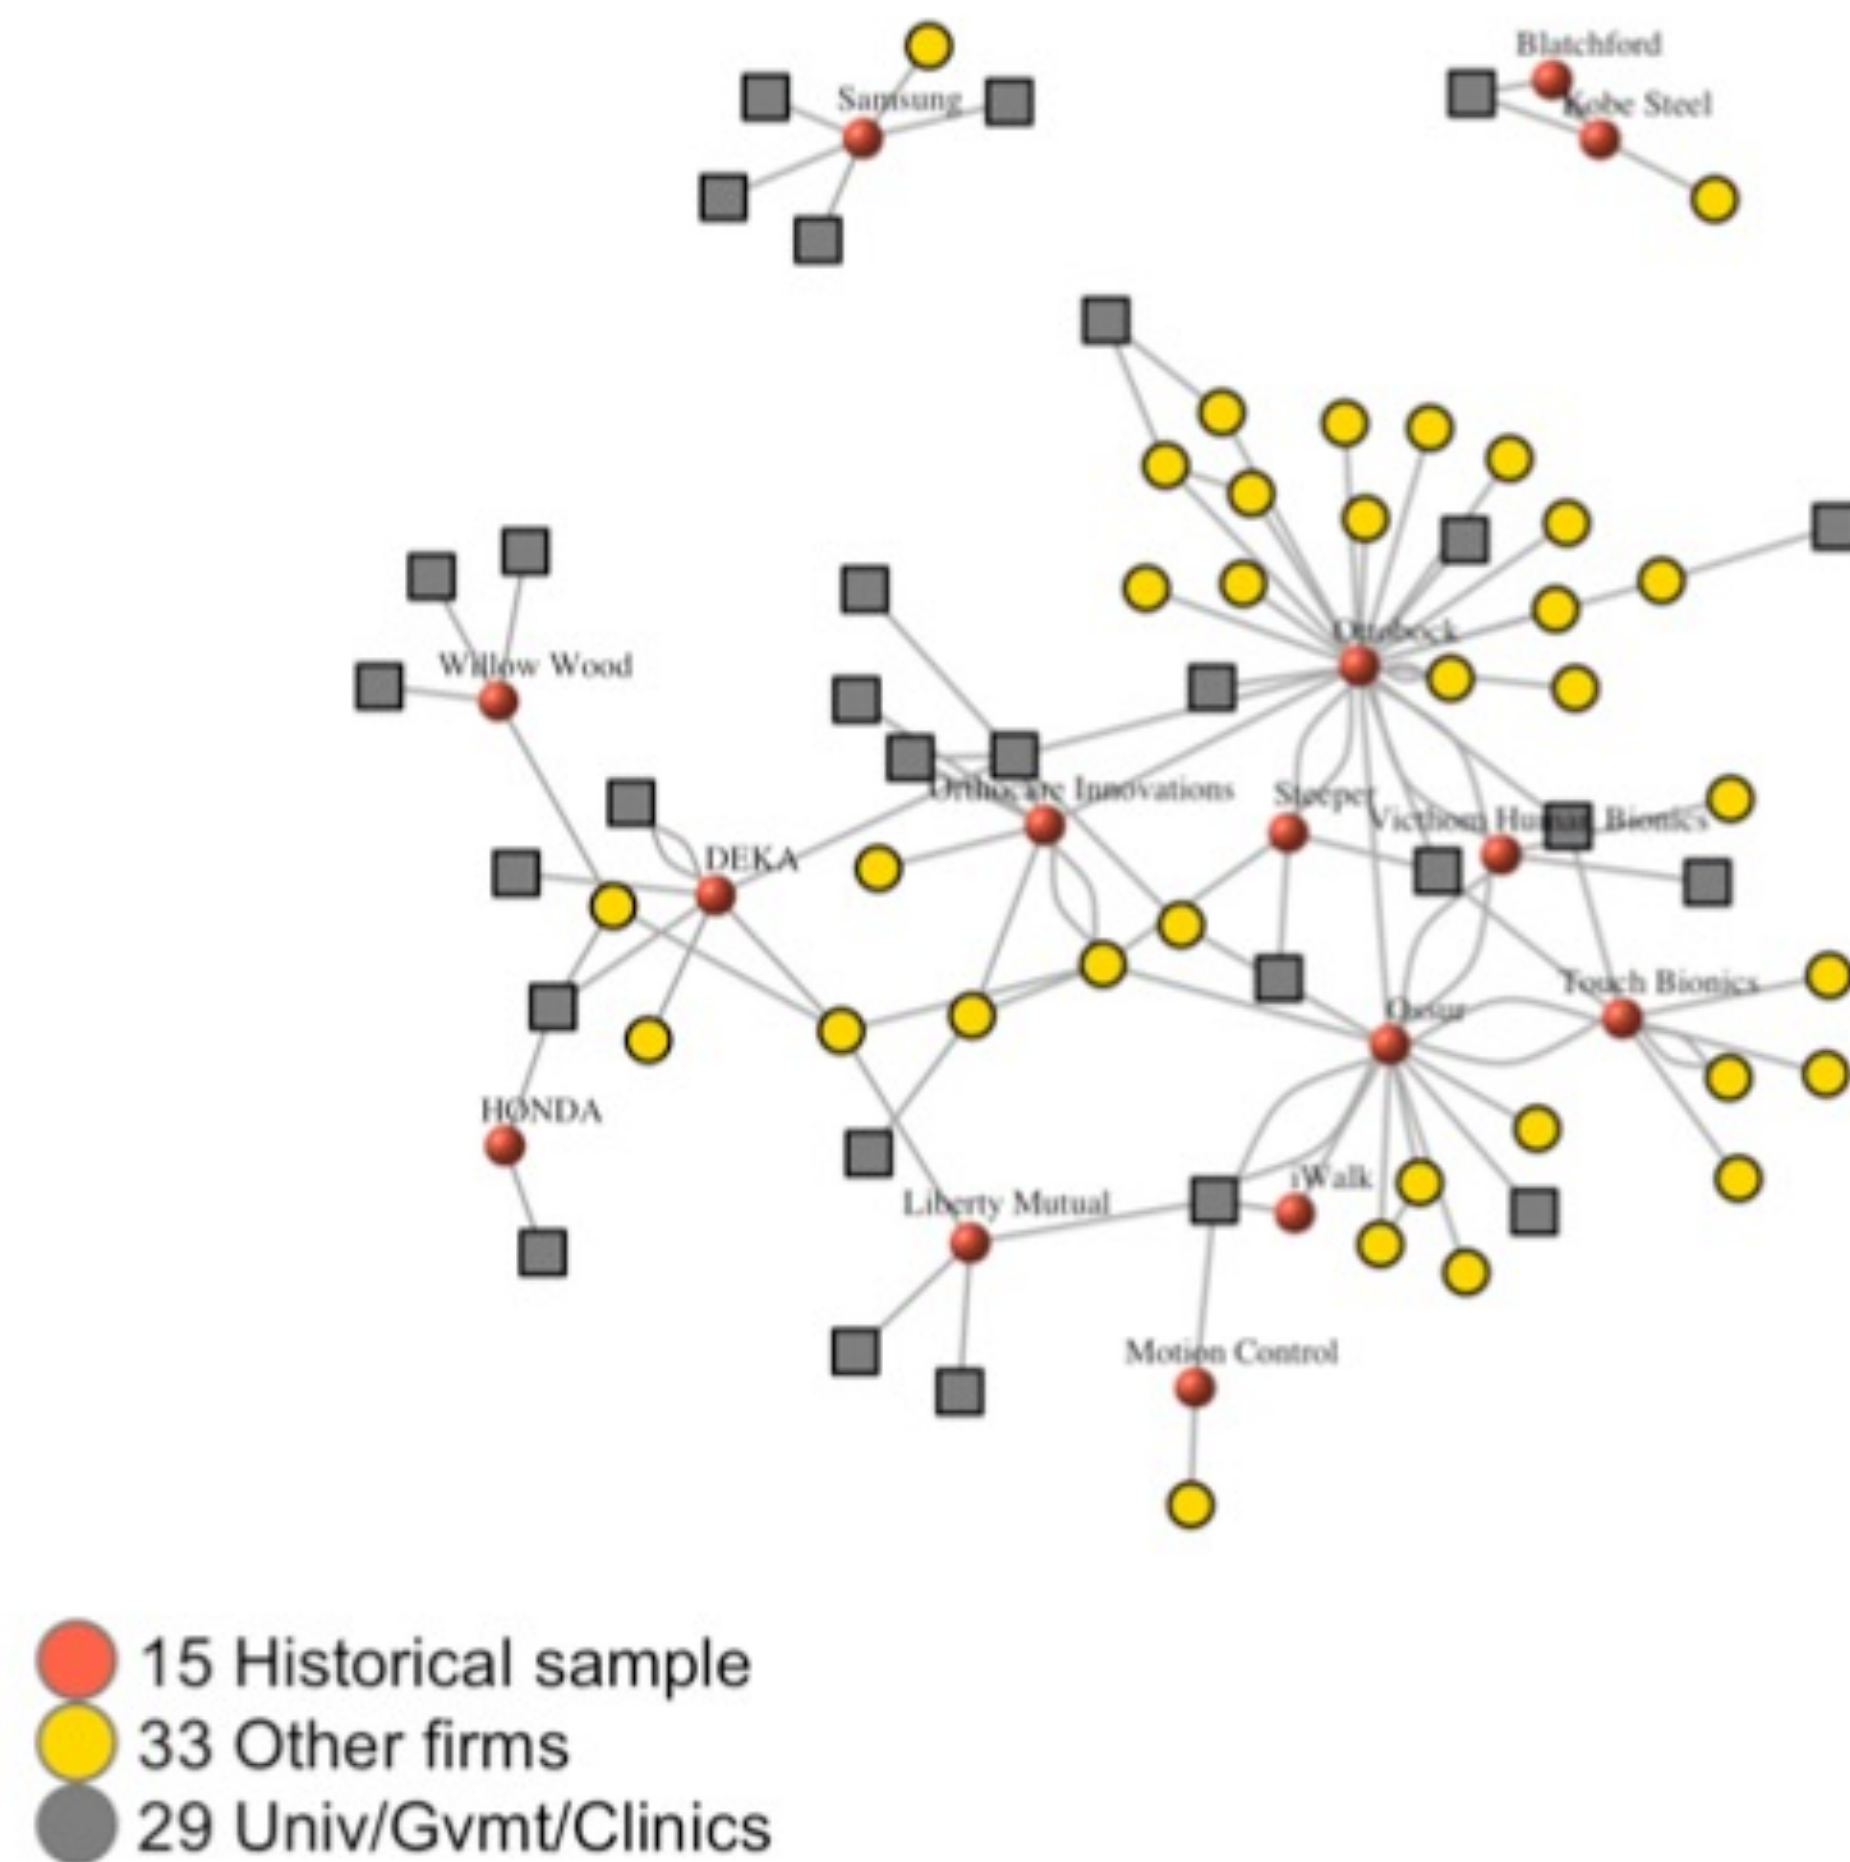 Blatchford
Samsung
Kobe Steel
Ottobock
Willow Wood
Orthocare Innovations
Steeper
Victhom Human Bionics
DEKA
Touch Bionics
Ossur
HONDA
iWalk
Liberty Mutual
Motion Control
15 Historical sample
33 Other firms
29 Univ/Gvmt/Clinics